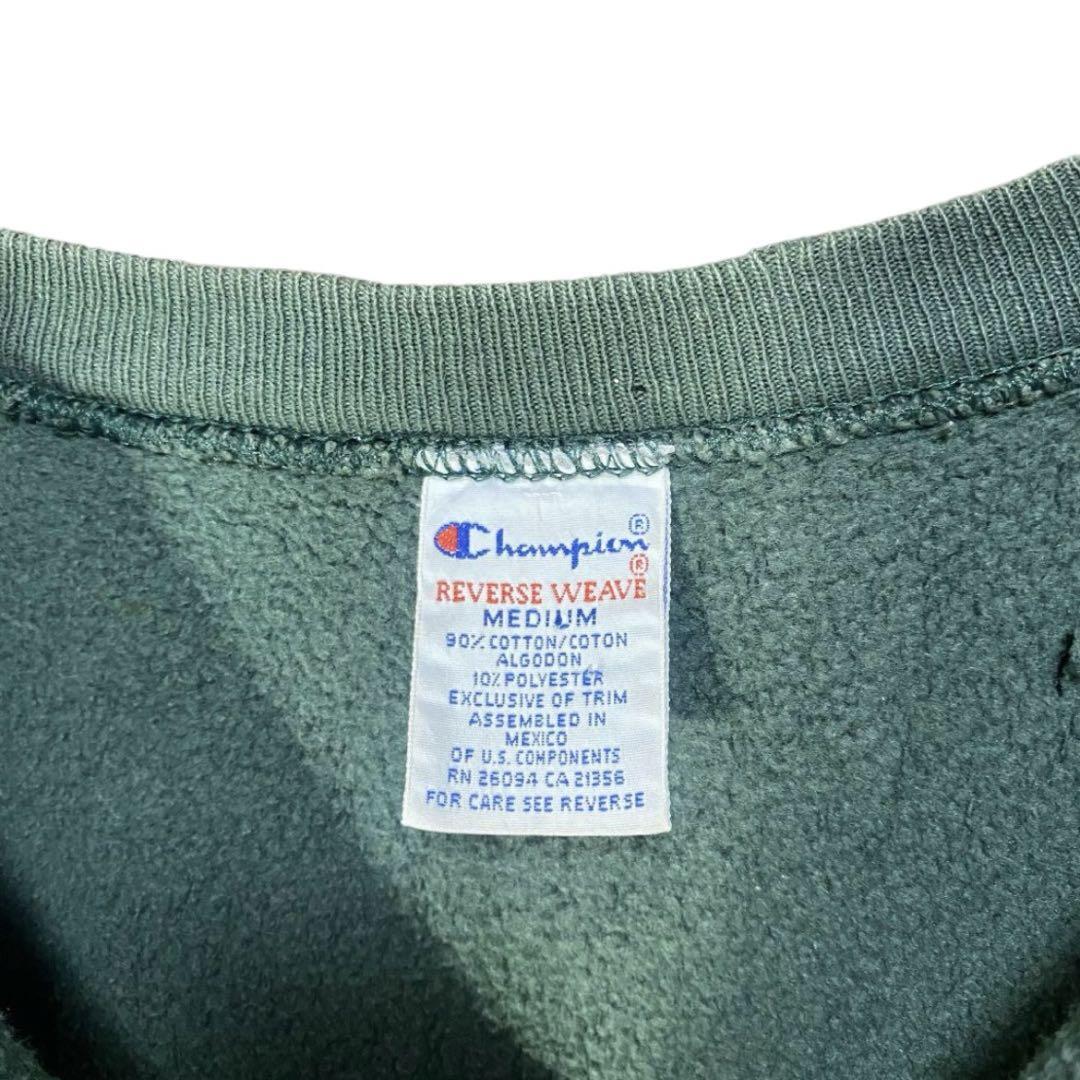 Champion®
REVERSE WEAVE®
MEDIUM
90% COTTON/COTON
ALGODON
10% POLYESTER
EXCLUSIVE OF TRIM
ASSEMBLED IN
MEXICO
OF U.S. COMPONENTS
RN 26094 CA 21356
FOR CARE SEE REVERSE